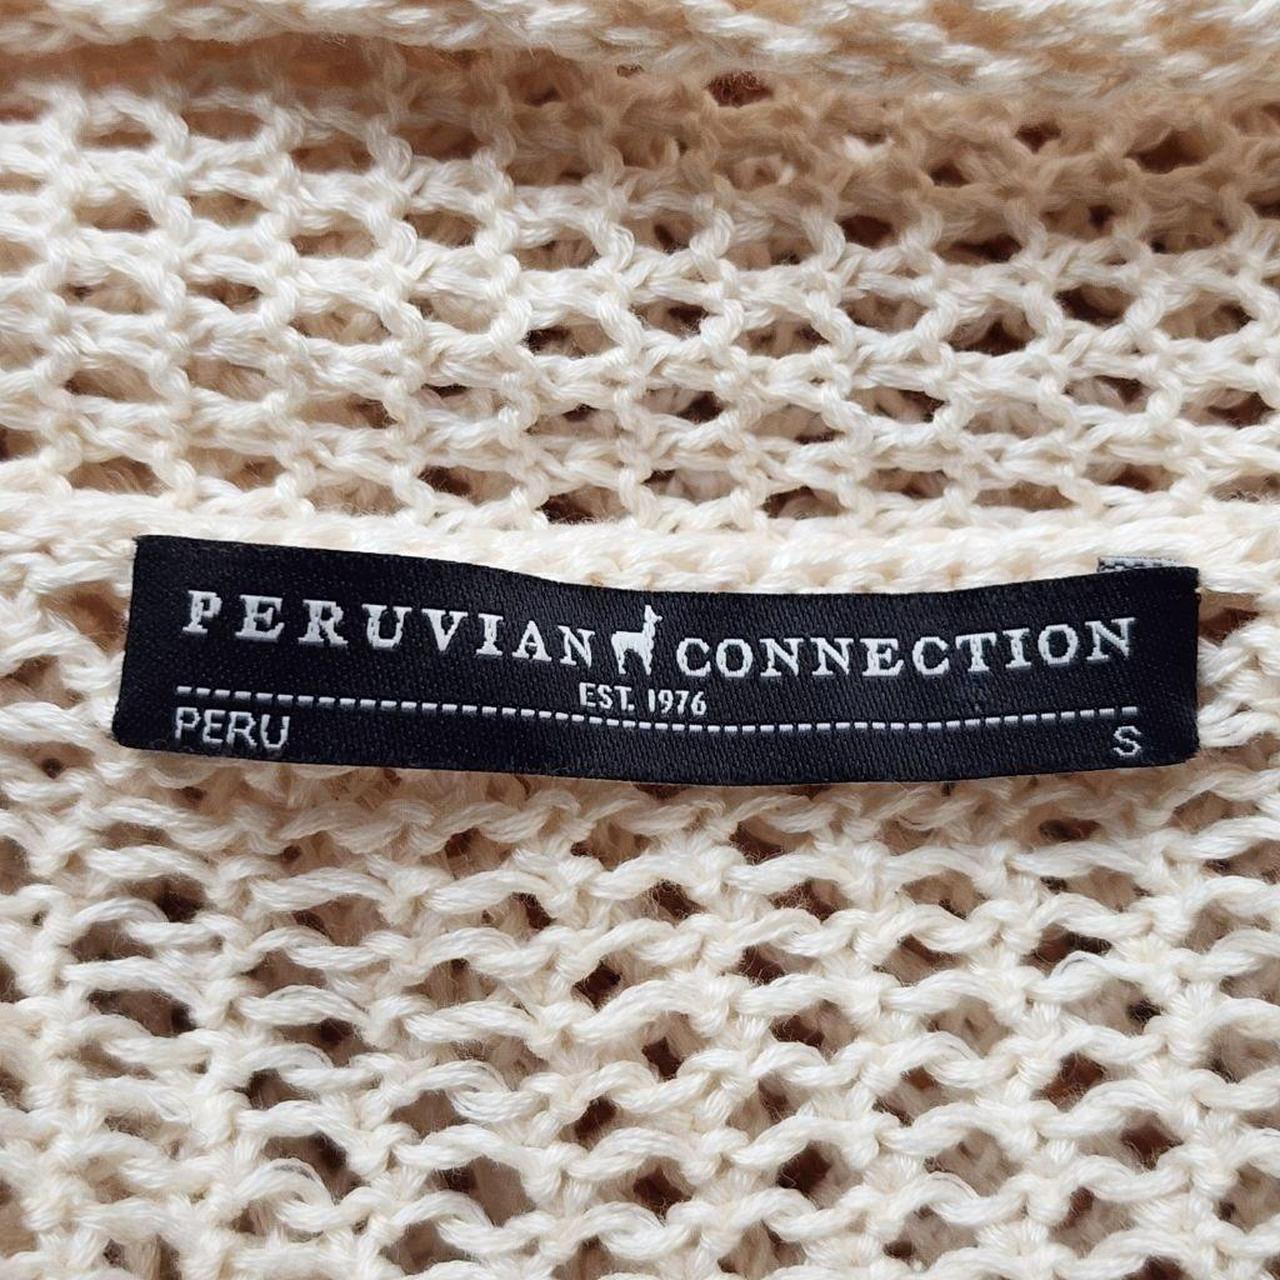 PERUVIAN CONNECTION
EST. 1976
PERU S